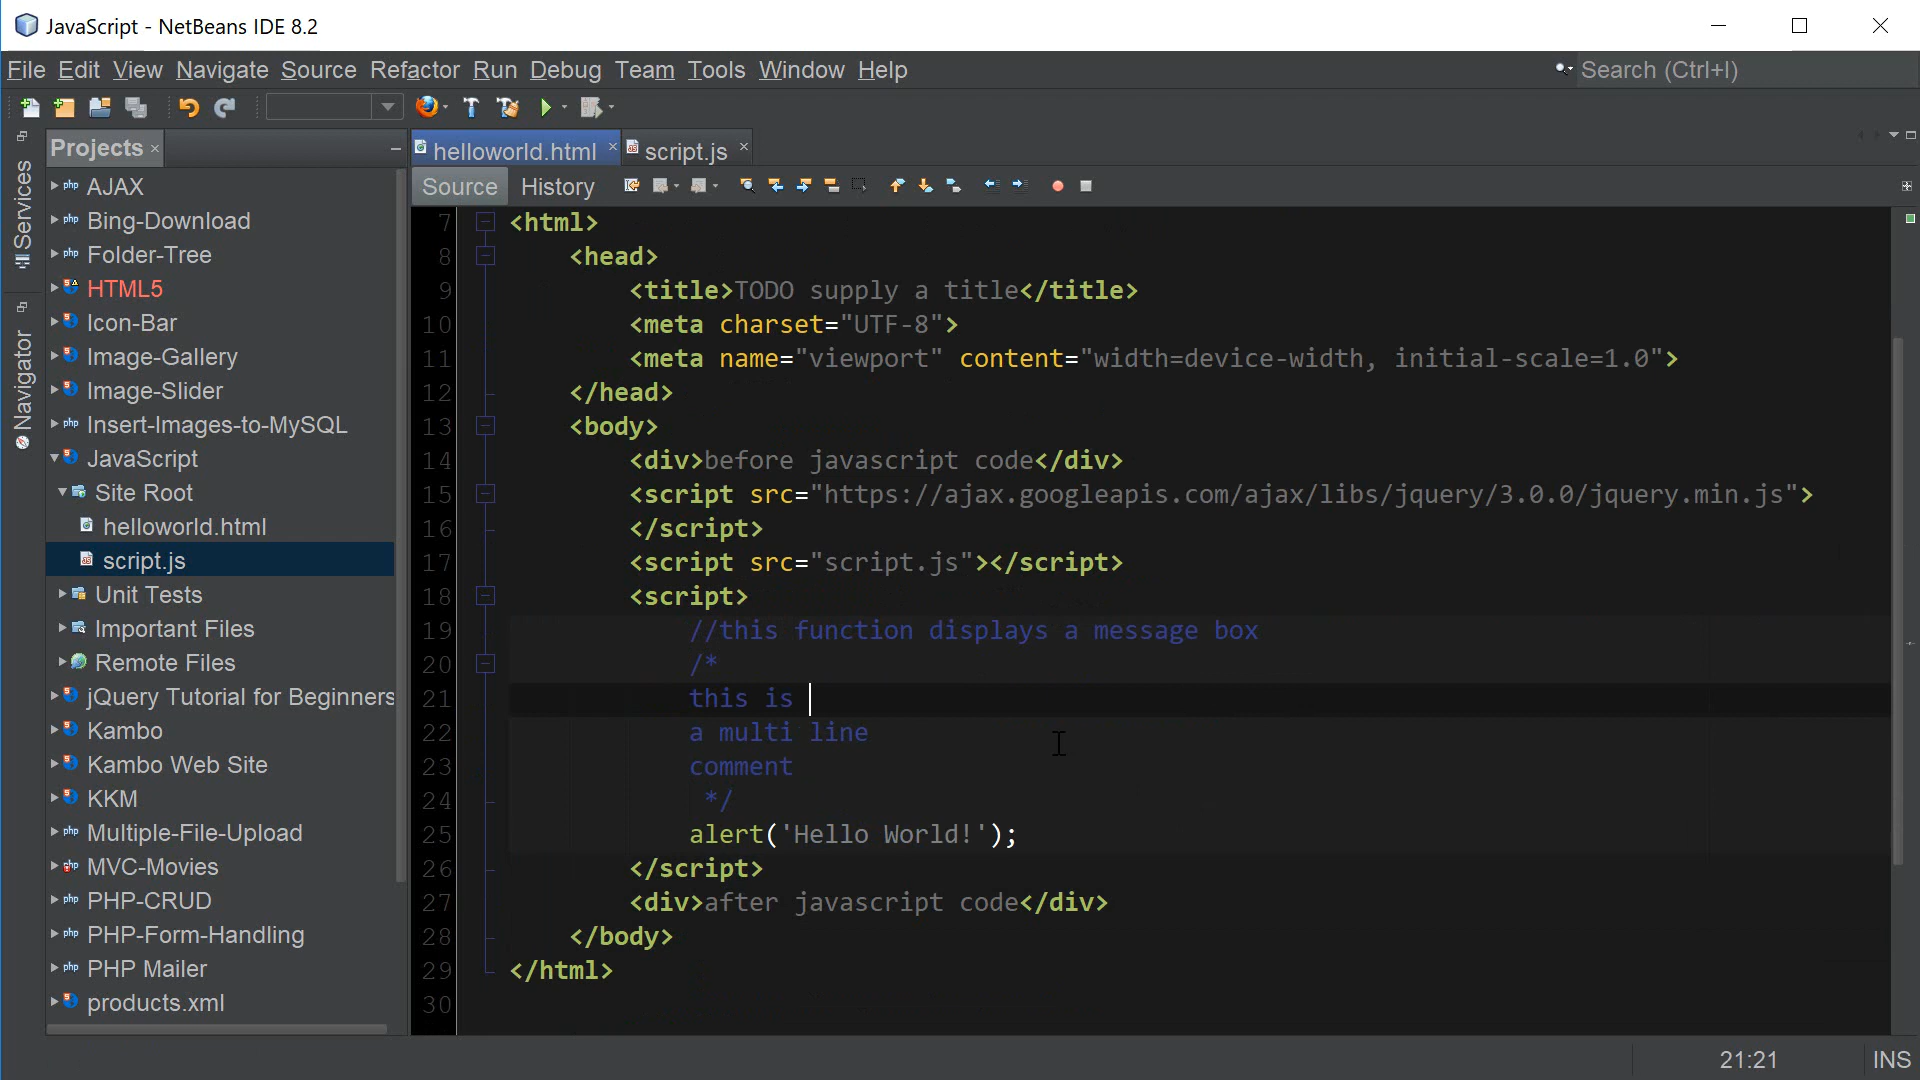 JavaScript - NetBeans IDE 8.2
File Edit View Navigate Source Refactor Run Debug Team Tools Window Help
Search (Ctrl+I)
Services
Navigator
Projects
AJAX
Bing-Download
Folder-Tree
HTML5
Icon-Bar
Image-Gallery
Image-Slider
Insert-Images-to-MySQL
JavaScript
Site Root
helloworld.html
script.js
Unit Tests
Important Files
Remote Files
jQuery Tutorial for Beginners
Kambo
Kambo Web Site
KKM
Multiple-File-Upload
MVC-Movies
PHP-CRUD
PHP-Form-Handling
PHP Mailer
products.xml
helloworld.html script.js
Source History
7 <html>
8 <head>
9 <title>TODO supply a title</title>
10 <meta charset="UTF-8">
11 <meta name="viewport" content="width=device-width, initial-scale=1.0">
12 </head>
13 <body>
14 <div>before javascript code</div>
15 <script src="https://ajax.googleapis.com/ajax/libs/jquery/3.0.0/jquery.min.js">
16 </script>
17 <script src="script.js"></script>
18 <script>
19 //this function displays a message box
20 /*
21 this is
22 a multi line
23 comment
24 */
25 alert('Hello World!');
26 </script>
27 <div>after javascript code</div>
28 </body>
29 </html>
30
21:21 INS